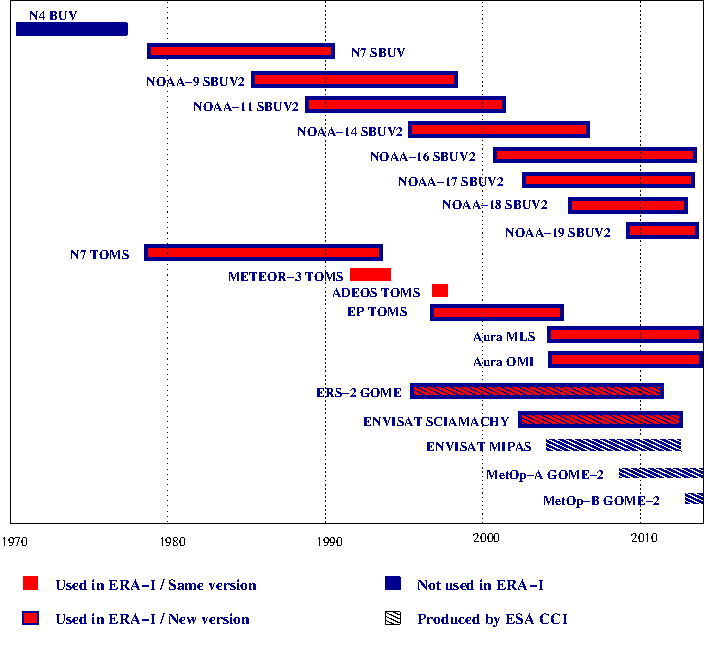 N4 BUV
N7 SBUV
NOAA−9 SBUV2
NOAA−11 SBUV2
NOAA−14 SBUV2
NOAA−16 SBUV2
NOAA−17 SBUV2
NOAA−18 SBUV2
NOAA−19 SBUV2
N7 TOMS
METEOR−3 TOMS
ADEOS TOMS
EP TOMS
Aura MLS
Aura OMI
ERS−2 GOME
ENVISAT SCIAMACHY
ENVISAT MIPAS
MetOp−A GOME−2
MetOp−B GOME−2
1970 1980 1990 2000 2010
Used in ERA−I / Same version
Not used in ERA−I
Used in ERA−I / New version
Produced by ESA CCI